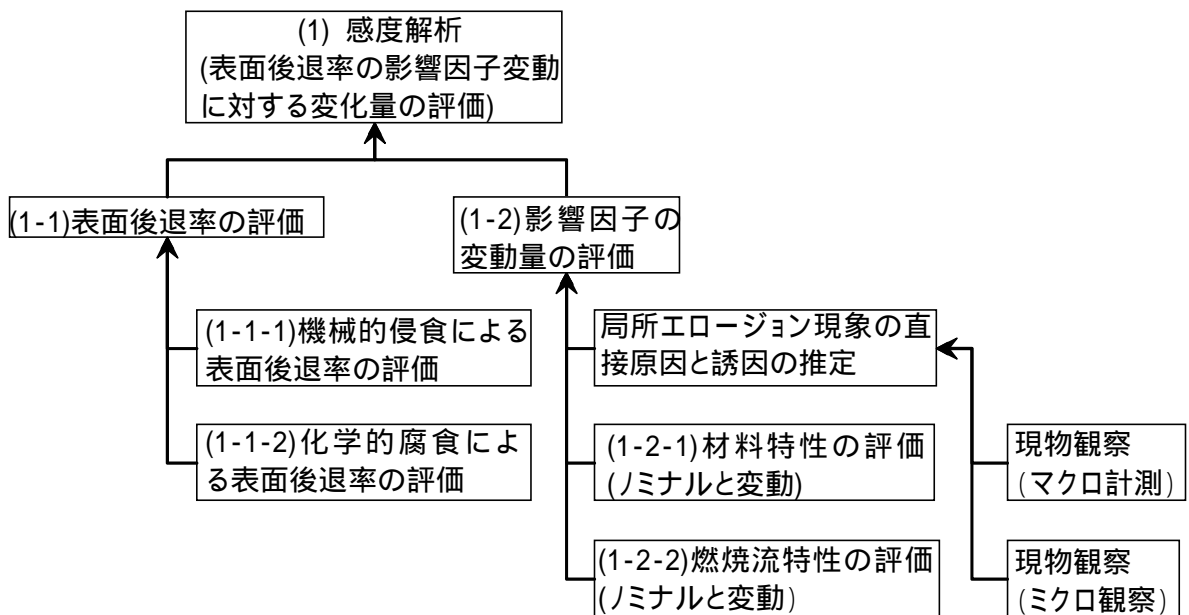 (1) 感度解析
(表面後退率の影響因子変動
に対する変化量の評価)
(1-1)表面後退率の評価
(1-2)影響因子の
変動量の評価
(1-1-1)機械的侵食による
表面後退率の評価
(1-1-2)化学的腐食によ
る表面後退率の評価
局所エロージョン現象の直
接原因と誘因の推定
(1-2-1)材料特性の評価
(ノミナルと変動)
(1-2-2)燃焼流特性の評価
(ノミナルと変動)
現物観察
(マクロ計測)
現物観察
(ミクロ観察)